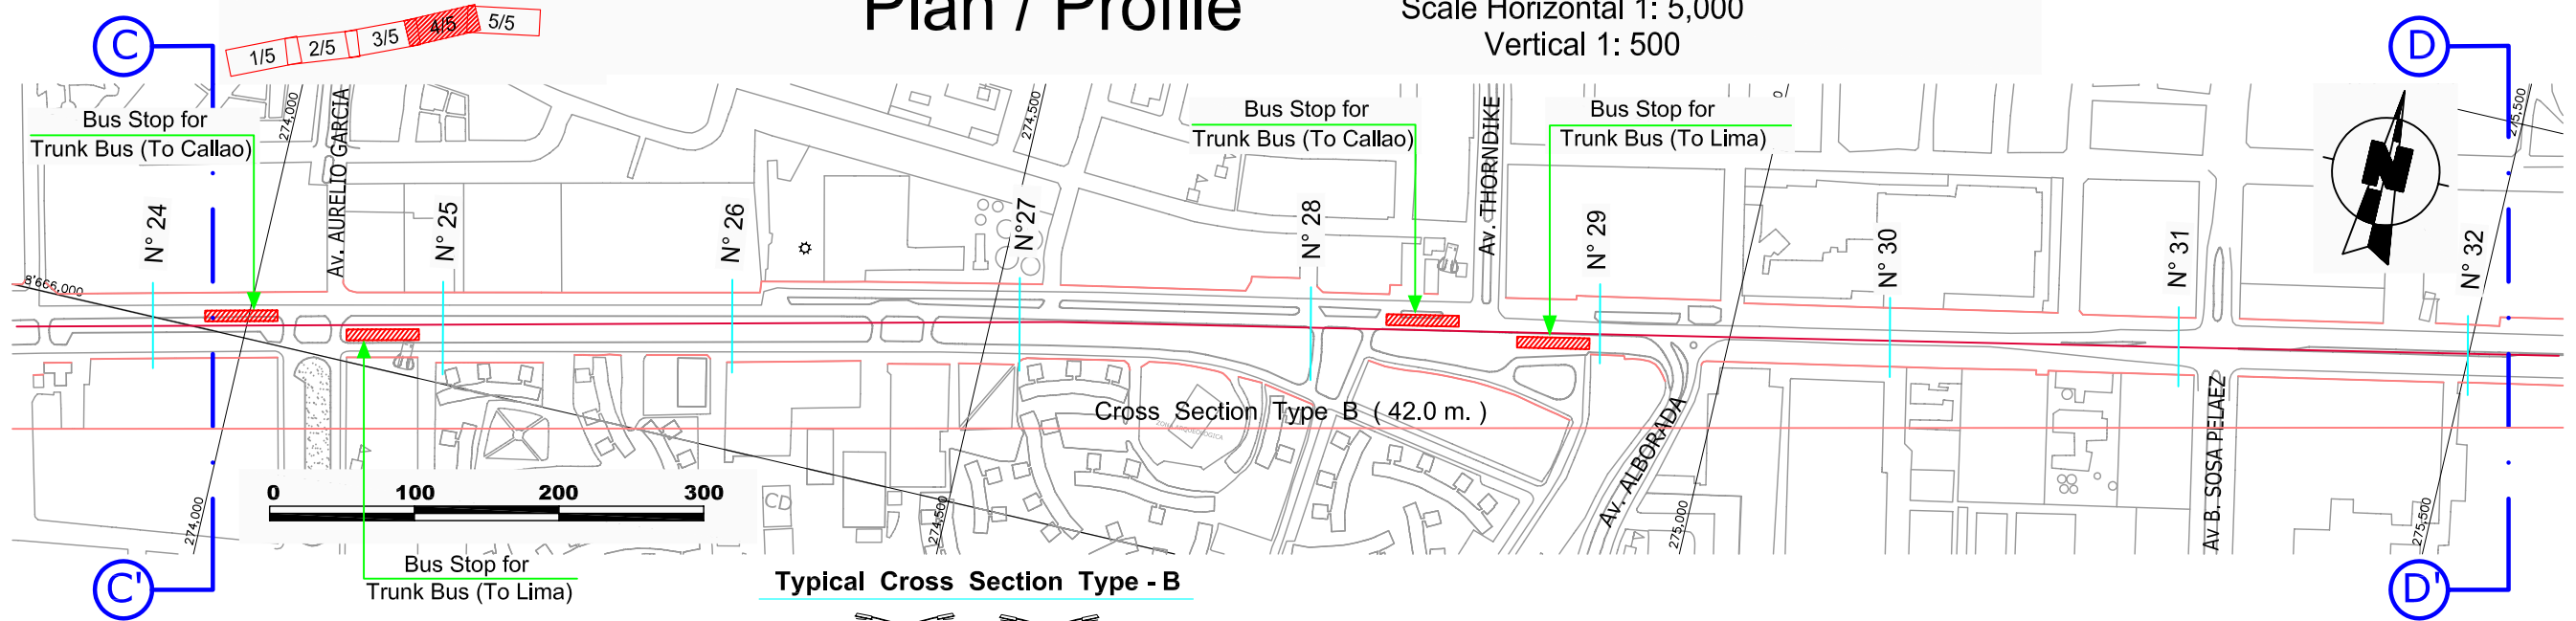 Plan / Profile
Scale Horizontal 1: 5,000
Vertical 1: 500
1/5
2/5
3/5
4/5
5/5
C
D
Bus Stop for
Trunk Bus (To Callao)
Bus Stop for
Trunk Bus (To Callao)
Bus Stop for
Trunk Bus (To Lima)
274,000
Av. AURELIO GARCIA
274,500
Av. THORNDIKE
0
275,500
N
N° 24
N° 25
N° 26
N°27
N° 28
N° 29
N° 30
N° 31
N° 32
8'666,000
Cross Section Type B ( 42.0 m. )
ZONA ARQUEOLOGICA
Av. ALBORADA
Av B. SOSA PELAEZ
0 100 200 300
274,000
274,500
275,000
275,500
Bus Stop for
Trunk Bus (To Lima)
C'
D'
Typical Cross Section Type - B